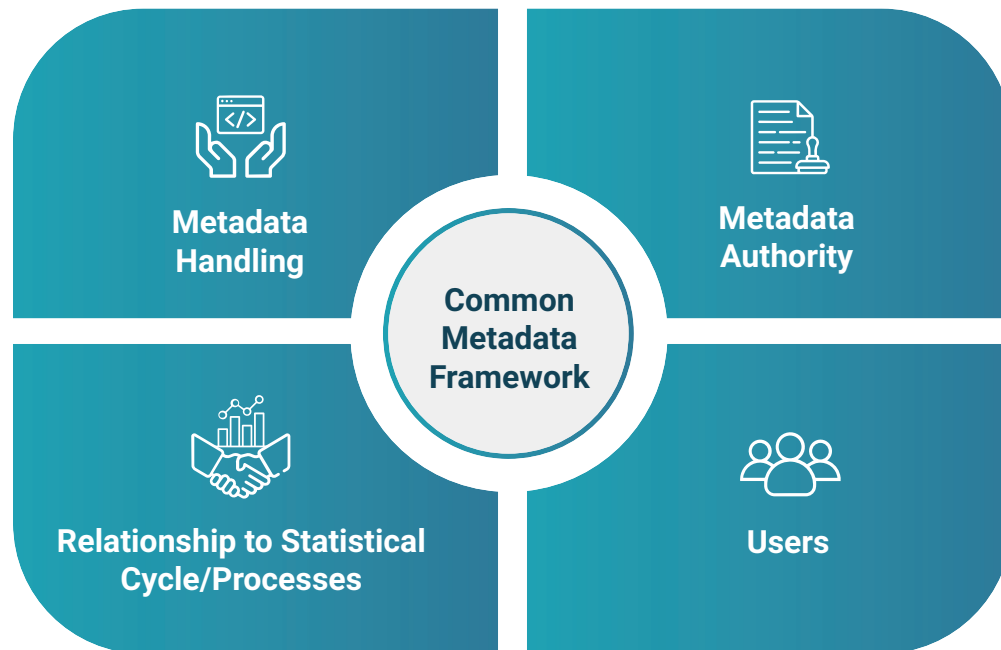 Metadata
Handling
Metadata
Authority
Common
Metadata
Framework
Relationship to Statistical
Cycle/Processes
Users